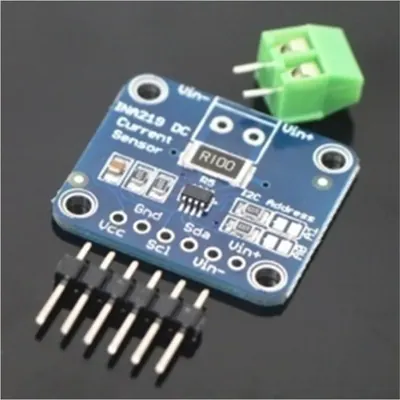 Vin-
Vin+
INA219 DC
Current
Sensor
R100
R5
I2C Address
Vcc
Gnd
Scl
Sda
Vin-
Vin+